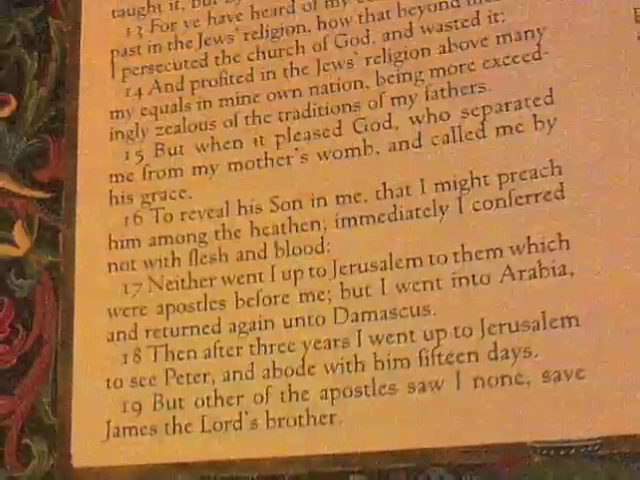 taught it, but by
13 For ye have heard of my
past in the Jews' religion, how that beyond
I persecuted the church of God, and wasted it:
14 And profited in the Jews' religion above many
my equals in mine own nation, being more exceed-
ingly zealous of the traditions of my fathers.
15 But when it pleased God, who separated
me from my mother's womb, and called me by
his grace.
16 To reveal his Son in me, that I might preach
him among the heathen; immediately I conferred
not with flesh and blood:
17 Neither went I up to Jerusalem to them which
were apostles before me; but I went into Arabia,
and returned again unto Damascus.
18 Then after three years I went up to Jerusalem
to see Peter, and abode with him fifteen days.
19 But other of the apostles saw I none, save
James the Lord's brother.